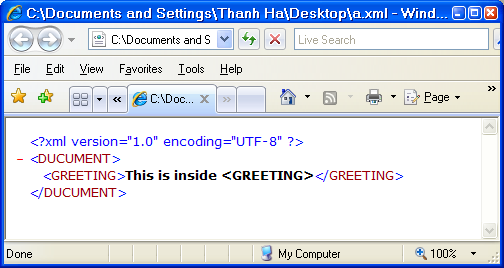 C:\Documents and Settings\Thanh Ha\Desktop\a.xml - Wind...
C:\Documents and S
Live Search
File Edit View Favorites Tools Help
C:\Doc...
Page
<?xml version="1.0" encoding="UTF-8" ?>
- <DUCUMENT>
<GREETING>This is inside <GREETING></GREETING>
</DUCUMENT>
Done My Computer 100%